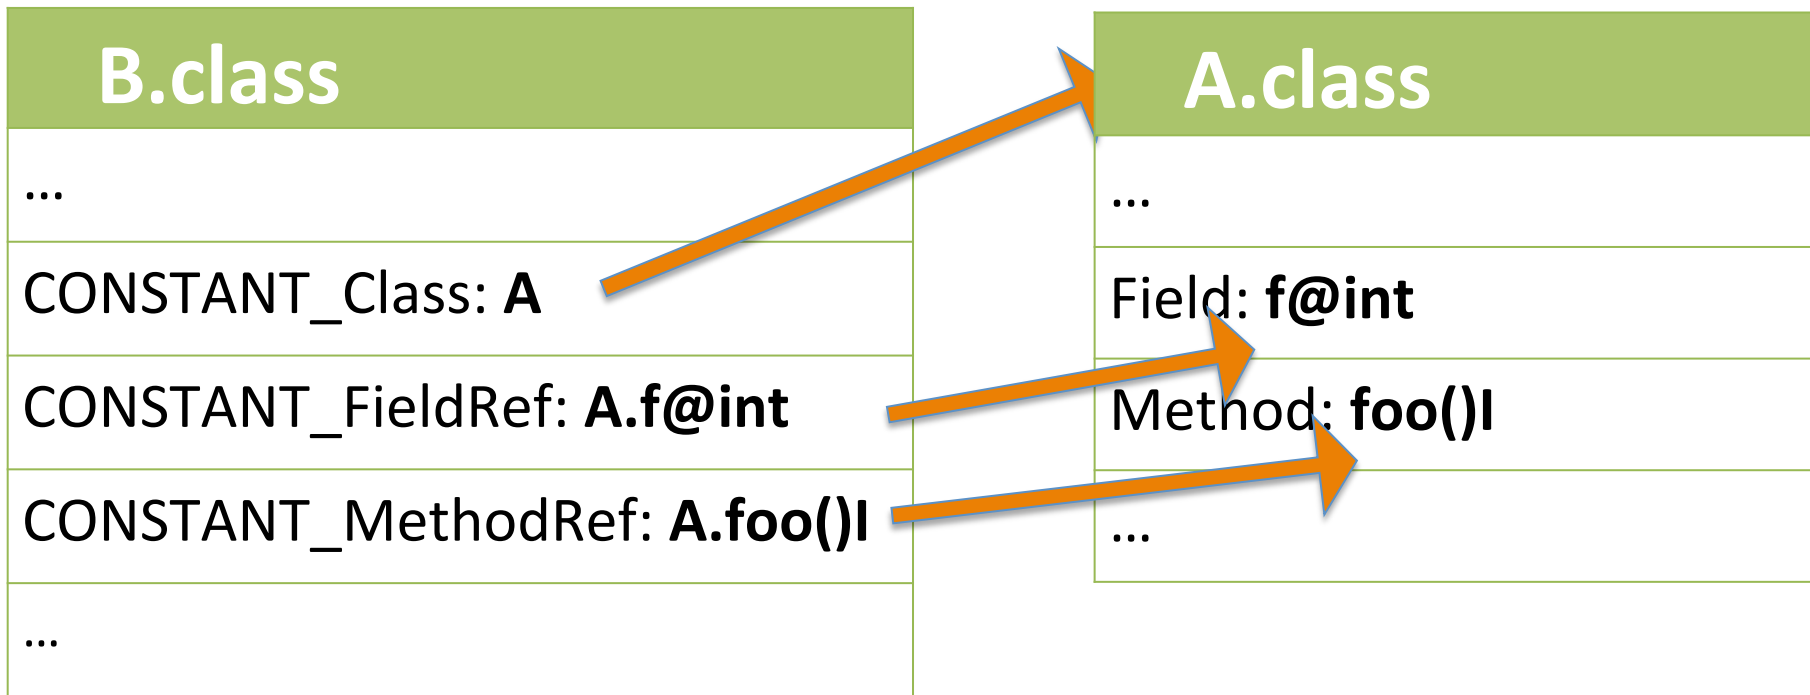 B.class
…
CONSTANT_Class: A
CONSTANT_FieldRef: A.f@int
CONSTANT_MethodRef: A.foo()I
…
A.class
…
Field: f@int
Method: foo()I
…